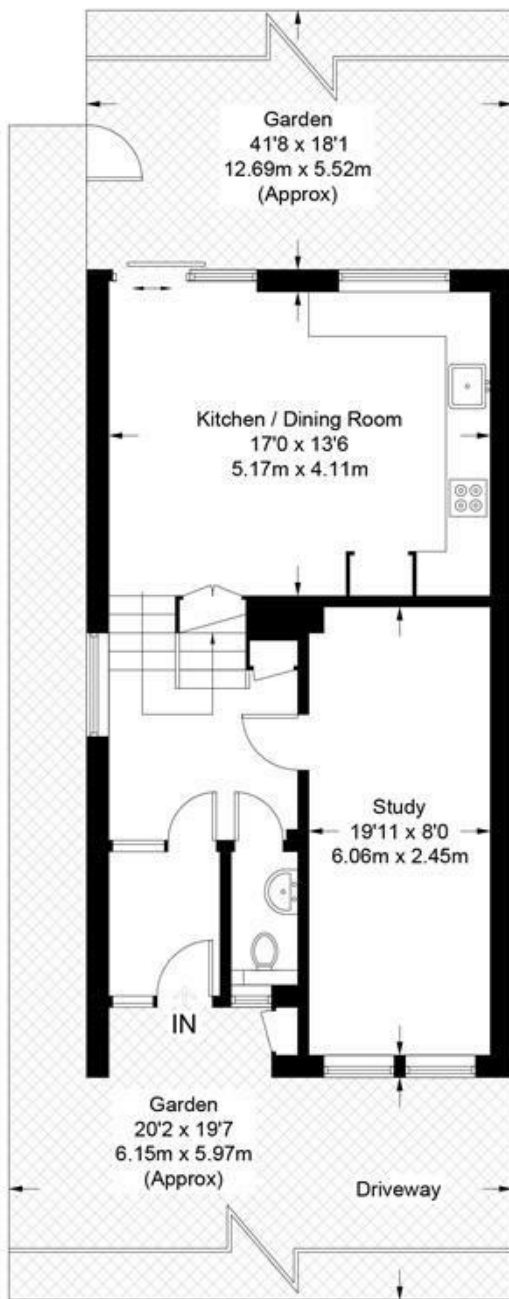 Garden
41'8 x 18'1
12.69m x 5.52m
(Approx)
Kitchen / Dining Room
17'0 x 13'6
5.17m x 4.11m
Study
19'11 x 8'0
6.06m x 2.45m
IN
Garden
20'2 x 19'7
6.15m x 5.97m
(Approx)
Driveway